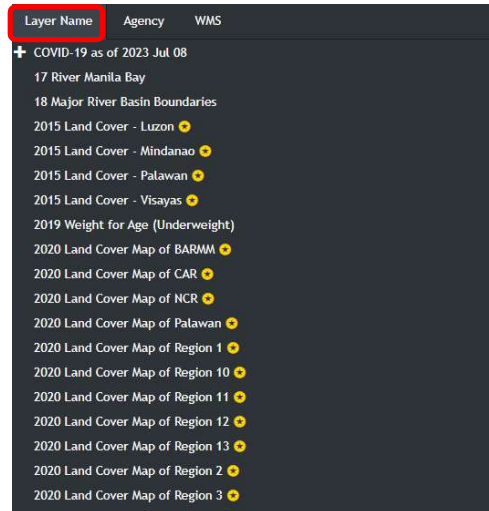 Layer Name Agency WMS
COVID-19 as of 2023 Jul 08
17 River Manila Bay
18 Major River Basin Boundaries
2015 Land Cover - Luzon
2015 Land Cover - Mindanao
2015 Land Cover - Palawan
2015 Land Cover - Visayas
2019 Weight for Age (Underweight)
2020 Land Cover Map of BARMM
2020 Land Cover Map of CAR
2020 Land Cover Map of NCR
2020 Land Cover Map of Palawan
2020 Land Cover Map of Region 1
2020 Land Cover Map of Region 10
2020 Land Cover Map of Region 11
2020 Land Cover Map of Region 12
2020 Land Cover Map of Region 13
2020 Land Cover Map of Region 2
2020 Land Cover Map of Region 3